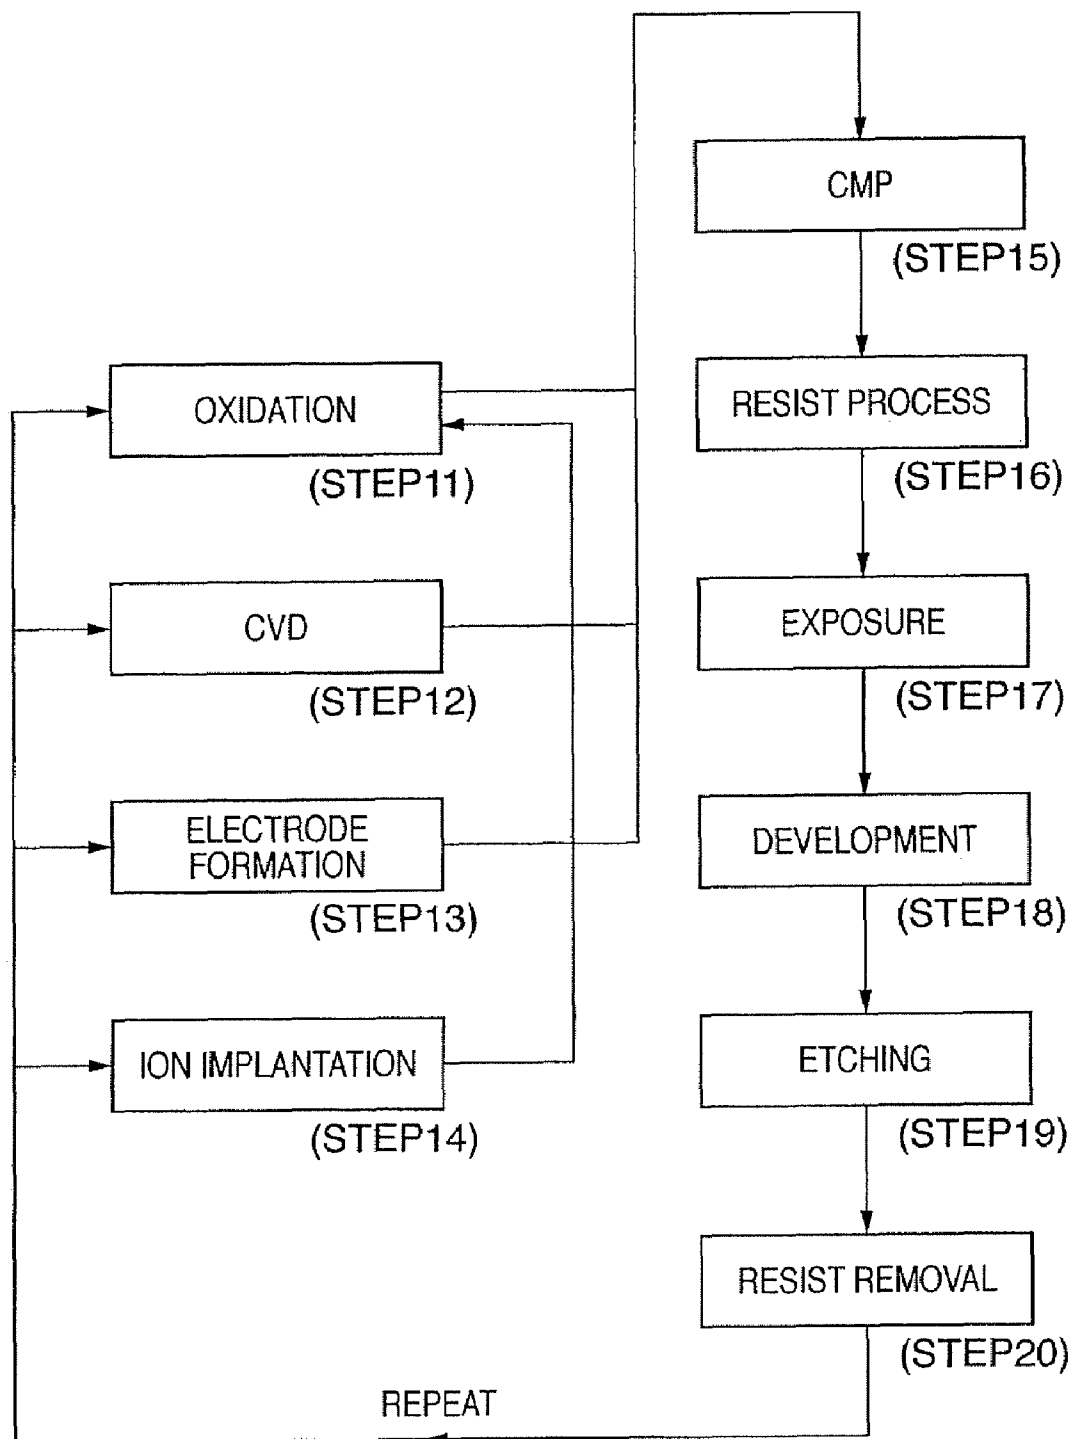 OXIDATION
(STEP11)
CVD
(STEP12)
ELECTRODE
FORMATION
(STEP13)
ION IMPLANTATION
(STEP14)
CMP
(STEP15)
RESIST PROCESS
(STEP16)
EXPOSURE
(STEP17)
DEVELOPMENT
(STEP18)
ETCHING
(STEP19)
RESIST REMOVAL
(STEP20)
REPEAT